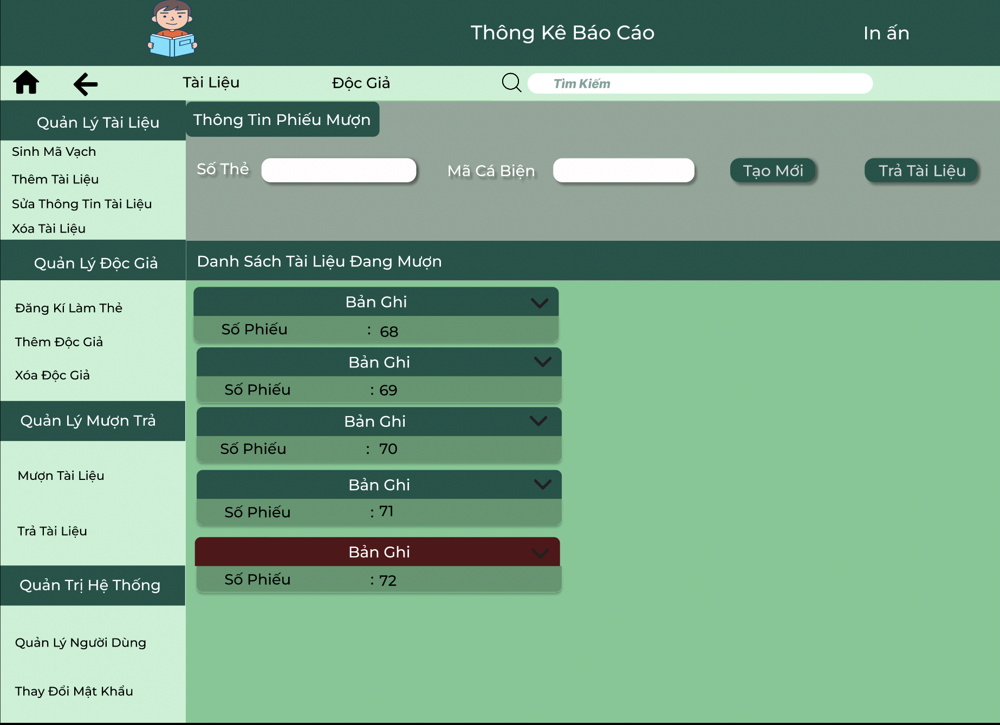 Thông Kê Báo Cáo
In ấn
Tài Liệu
Độc Giả
Tìm Kiếm
Quản Lý Tài Liệu
Sinh Mã Vạch
Thêm Tài Liệu
Sửa Thông Tin Tài Liệu
Xóa Tài Liệu
Quản Lý Độc Giả
Đăng Kí Làm Thẻ
Thêm Độc Giả
Xóa Độc Giả
Quản Lý Mượn Trả
Mượn Tài Liệu
Trả Tài Liệu
Quản Trị Hệ Thống
Quản Lý Người Dùng
Thay Đổi Mật Khẩu
Thông Tin Phiếu Mượn
Số Thẻ
Mã Cá Biện
Tạo Mới
Trả Tài Liệu
Danh Sách Tài Liệu Đang Mượn
Bản Ghi
Số Phiếu : 68
Bản Ghi
Số Phiếu : 69
Bản Ghi
Số Phiếu : 70
Bản Ghi
Số Phiếu : 71
Bản Ghi
Số Phiếu : 72